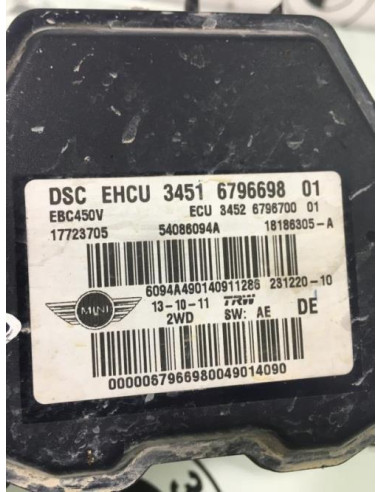 DSC EHCU 3451 6796698 01
EBC450V ECU 3452 6796700 01
17723705 54086094A 18186305-A
6094A490140911286 231220-10
MINI 13-10-11 TRW DE
2WD SW: AE
00000679669800490140​90